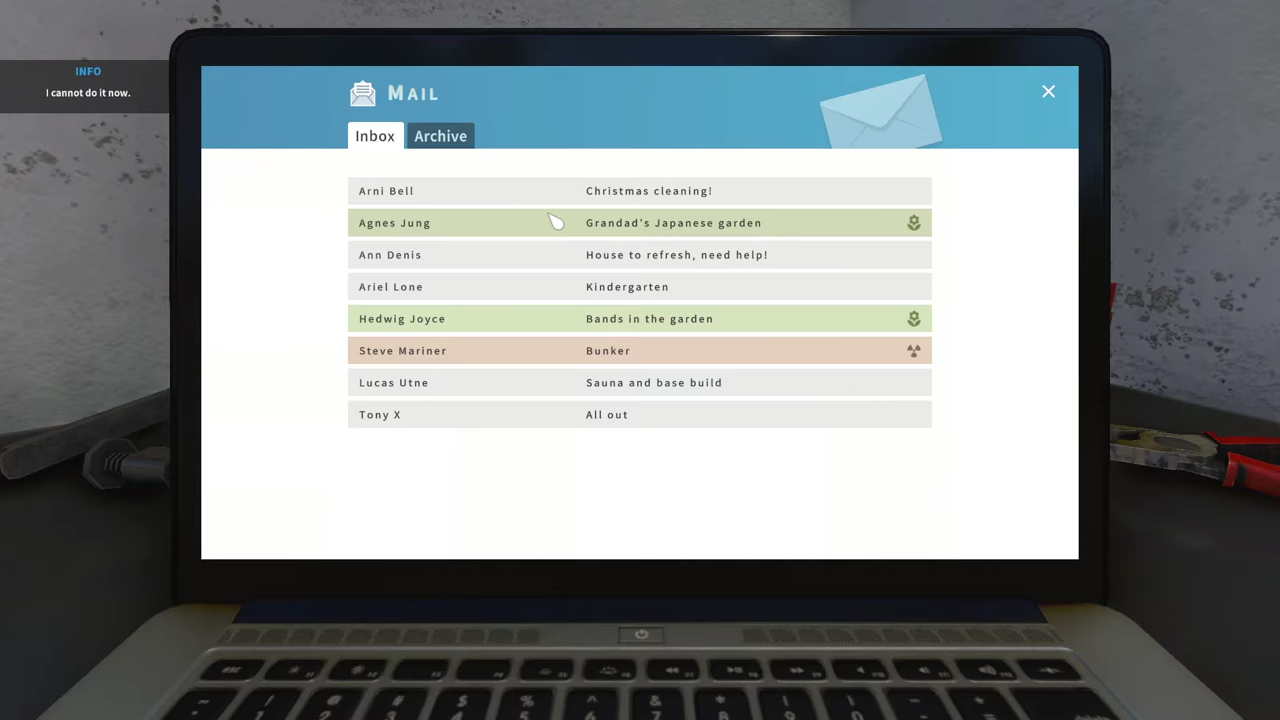 INFO
I cannot do it now.
MAIL
Inbox Archive
Arni Bell Christmas cleaning!
Agnes Jung Grandad's Japanese garden
Ann Denis House to refresh, need help!
Ariel Lone Kindergarten
Hedwig Joyce Bands in the garden
Steve Mariner Bunker
Lucas Utne Sauna and base build
Tony X All out